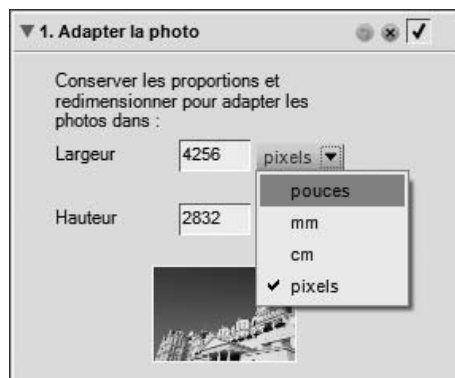 1. Adapter la photo
Conserver les proportions et
redimensionner pour adapter les
photos dans :
Largeur 4256 pixels
pouces
Hauteur 2832 mm
cm
pixels